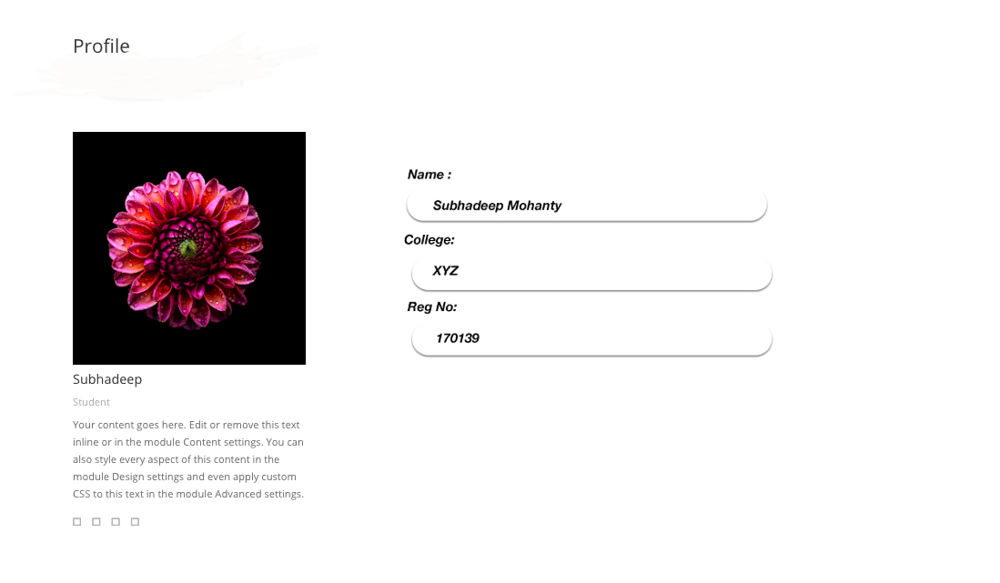 Profile
Name :
Subhadeep Mohanty
College:
XYZ
Reg No:
170139
Subhadeep
Student
Your content goes here. Edit or remove this text
inline or in the module Content settings. You can
also style every aspect of this content in the
module Design settings and even apply custom
CSS to this text in the module Advanced settings.